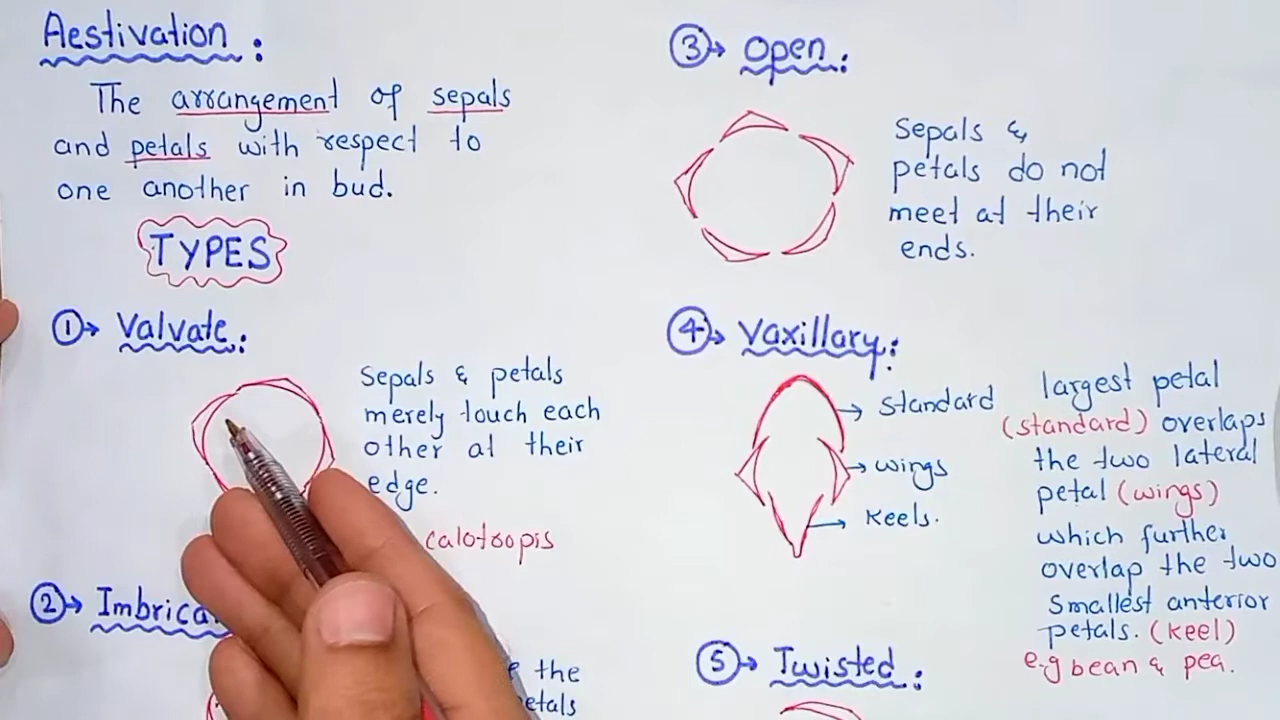 Aestivation :
The arrangement of sepals
and petals with respect to
one another in bud.
TYPES
①→ Valvate :
Sepals & petals
merely touch each
other at their
edge.
calotropis
②→
the
③→ Open :
Sepals &
petals do not
meet at their
ends.
④→ Vaxillary :
Standard
wings
Keels.
largest petal
(standard) overlaps
the two lateral
petal (wings)
which further
overlap the two
Smallest anterior
petals. (keel)
e.g bean & pea.
⑤→ Twisted :